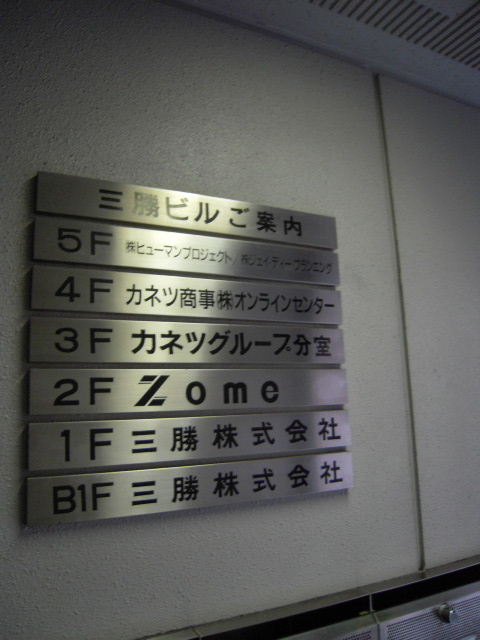 三勝ビルご案内
5F ㈱ヒューマンプロジェクト/㈱ジェイ・ディープランニング
4F カネツ商事㈱オンラインセンター
3F カネツグループ分室
2F Zome
1F 三勝株式会社
B1F 三勝株式会社